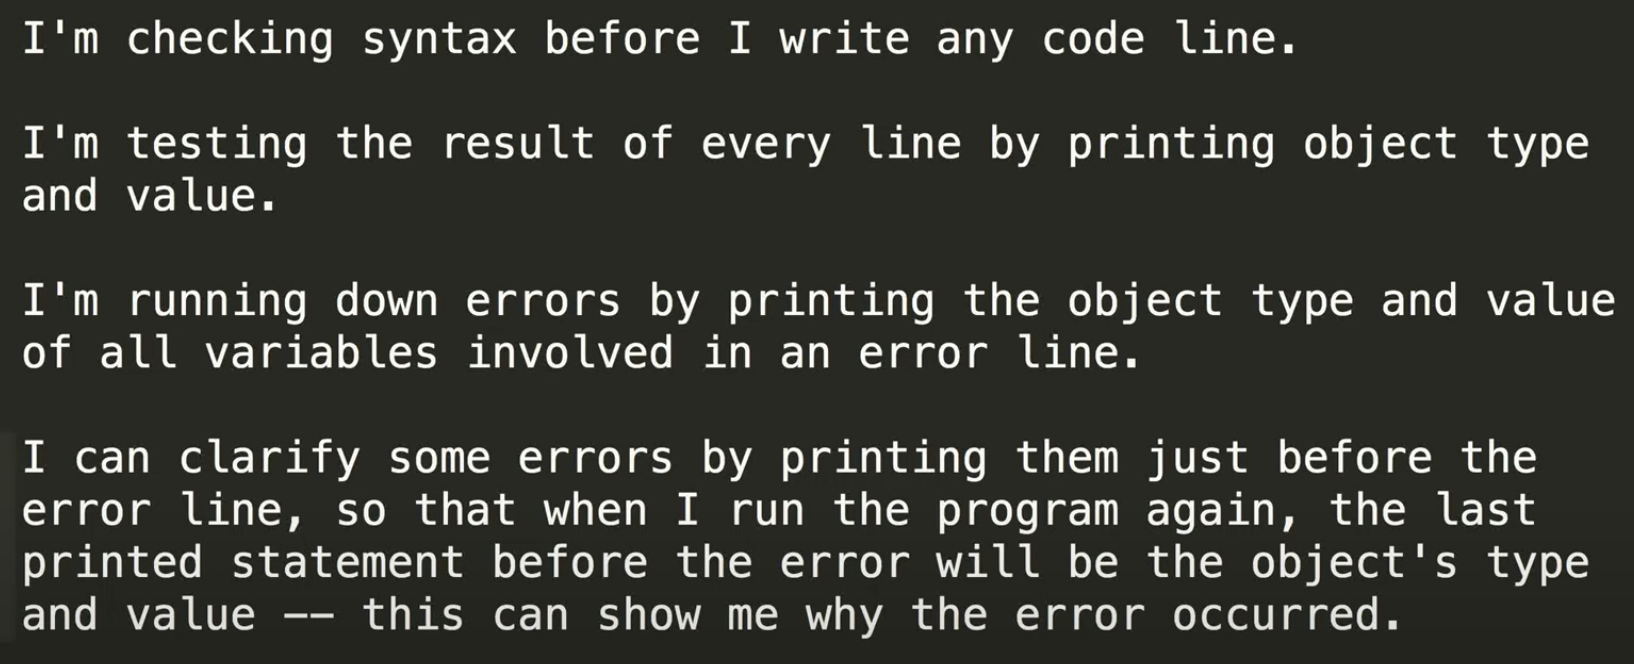 I'm checking syntax before I write any code line.
I'm testing the result of every line by printing object type
and value.
I'm running down errors by printing the object type and value
of all variables involved in an error line.
I can clarify some errors by printing them just before the
error line, so that when I run the program again, the last
printed statement before the error will be the object's type
and value -- this can show me why the error occurred.